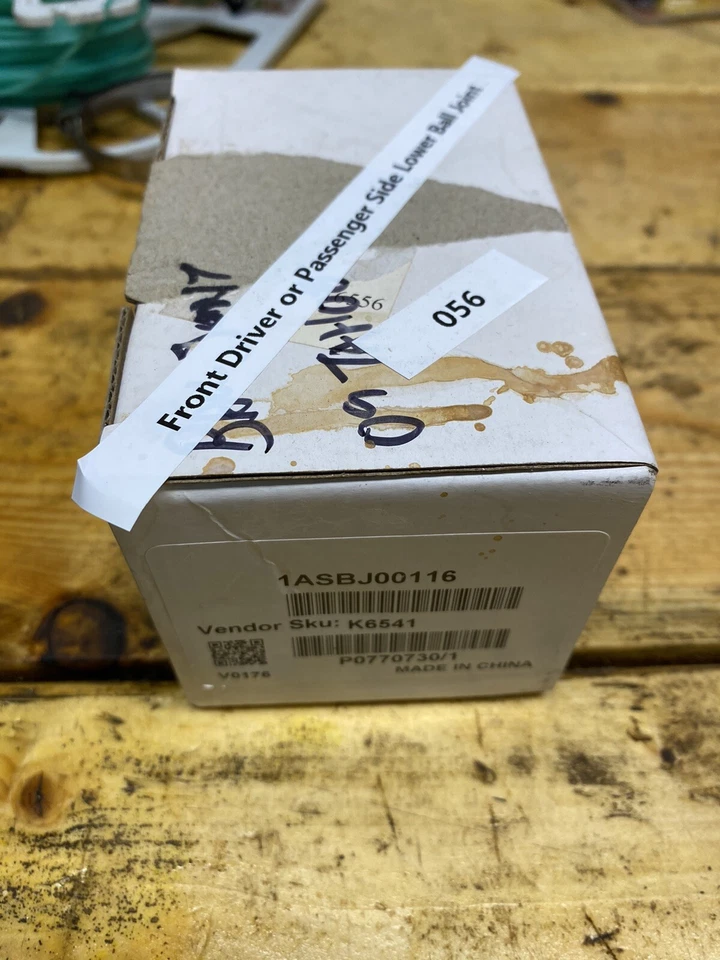 Front Driver or Passenger Side Lower Ball Joint
056
556
On
1ASBJ00116
Vendor Sku: K6541
V0176
P0770730/1
MADE IN CHINA